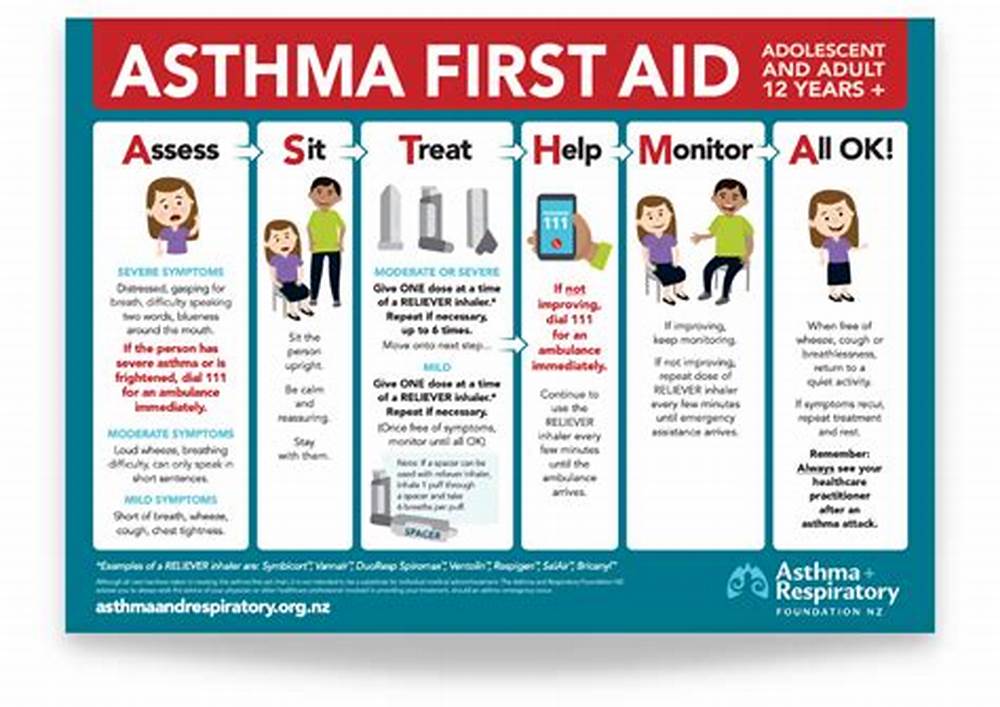 ASTHMA FIRST AID
ADOLESCENT
AND ADULT
12 YEARS +
Assess
SEVERE SYMPTOMS
Distressed, gasping for
breath, difficulty speaking
two words, blueness
around the mouth.
If the person has
severe asthma or is
frightened, dial 111
for an ambulance
immediately.
MODERATE SYMPTOMS
Loud wheeze, breathing
difficulty, can only speak in
short sentences.
MILD SYMPTOMS
Short of breath, wheeze,
cough, chest tightness.
Sit
Sit the
person
upright.
Be calm
and
reassuring.
Stay
with them.
Treat
MODERATE OR SEVERE
Give ONE dose at a time
of a RELIEVER inhaler.*
Repeat if necessary,
up to 6 times.
Move onto next step...
MILD
Give ONE dose at a time
of a RELIEVER inhaler.*
Repeat if necessary.
(Once free of symptoms,
monitor until all OK)
Note: If a spacer can be
used with reliever inhaler,
inhale 1 puff through
a spacer and take
6 breaths per puff.
SPACER
Help
111
If not
improving,
dial 111
for an
ambulance
immediately.
Continue to
use the
RELIEVER
inhaler every
few minutes
until the
ambulance
arrives.
Monitor
If improving,
keep monitoring.
If not improving,
repeat dose of
RELIEVER inhaler
every few minutes
until emergency
assistance arrives.
All OK!
When free of
wheeze, cough or
breathlessness,
return to a
quiet activity.
If symptoms recur,
repeat treatment
and rest.
Remember:
Always see your
healthcare
practitioner
after an
asthma attack.
*Examples of a RELIEVER inhaler are: Symbicort™, Vannair™, DuoResp Spiromax™, Ventolin™, Respigen™, SalAir™, Bricanyl™
asthmaandrespiratory.org.nz
Asthma+
Respiratory
FOUNDATION NZ